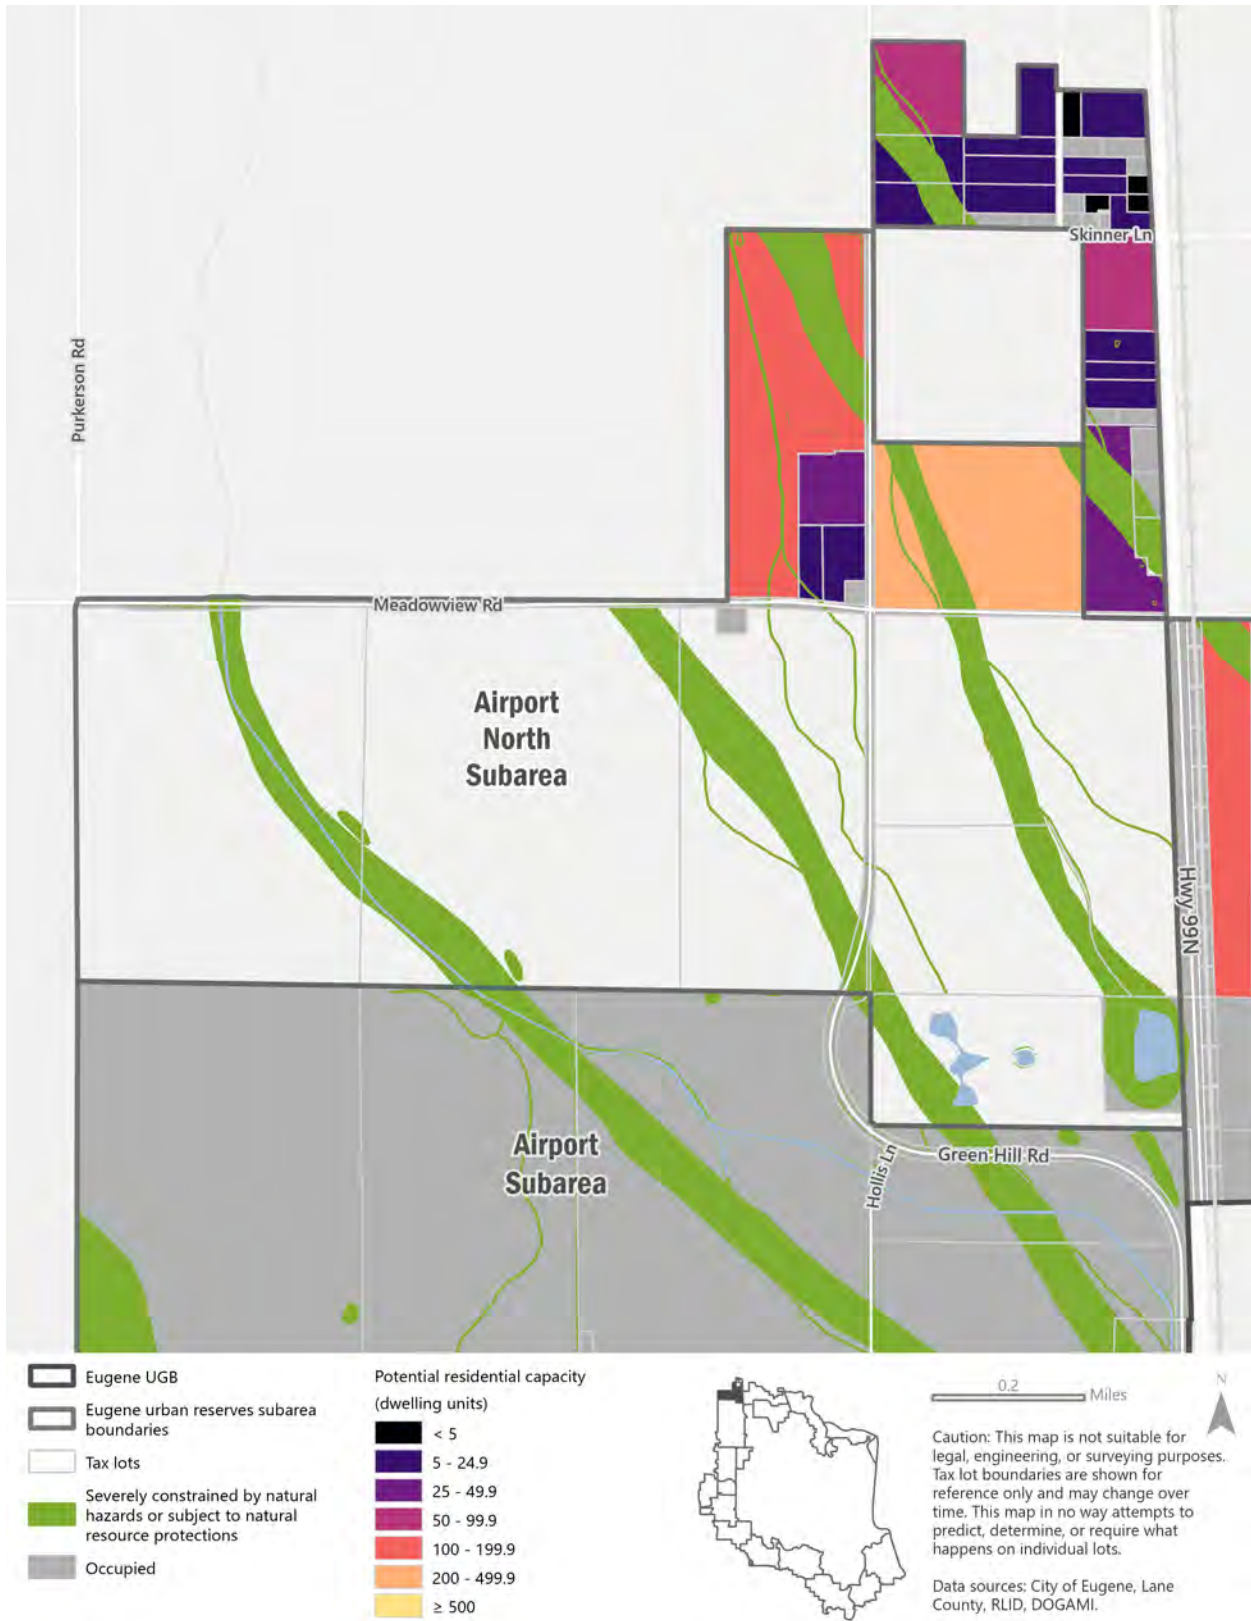 Skinner Ln
Purkerson Rd
Meadowview Rd
Airport
North
Subarea
Hwy 99N
Airport
Subarea
Hollis Ln
Green Hill Rd
Eugene UGB
Eugene urban reserves subarea
boundaries
Tax lots
Severely constrained by natural
hazards or subject to natural
resource protections
Occupied
Potential residential capacity
(dwelling units)
< 5
5 - 24.9
25 - 49.9
50 - 99.9
100 - 199.9
200 - 499.9
≥ 500
0.2
Miles
N
Caution: This map is not suitable for
legal, engineering, or surveying purposes.
Tax lot boundaries are shown for
reference only and may change over
time. This map in no way attempts to
predict, determine, or require what
happens on individual lots.
Data sources: City of Eugene, Lane
County, RLID, DOGAMI.